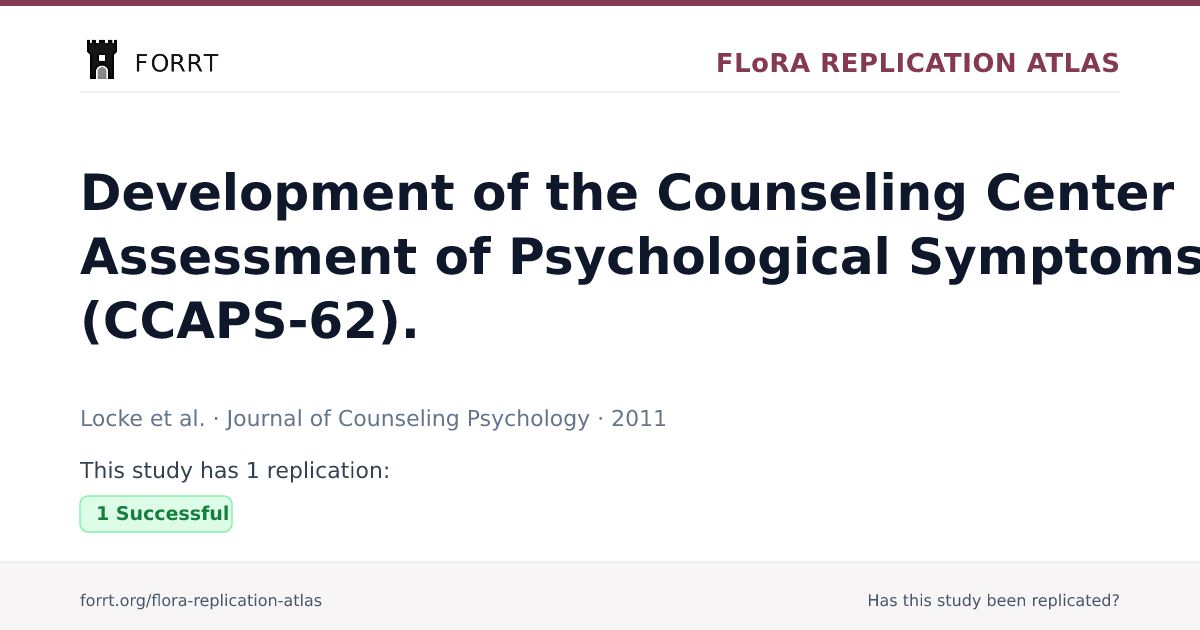 FORRT
FLoRA REPLICATION ATLAS
Development of the Counseling Center
Assessment of Psychological Symptoms
(CCAPS-62).
Locke et al. · Journal of Counseling Psychology · 2011
This study has 1 replication:
1 Successful
forrt.org/flora-replication-atlas
Has this study been replicated?